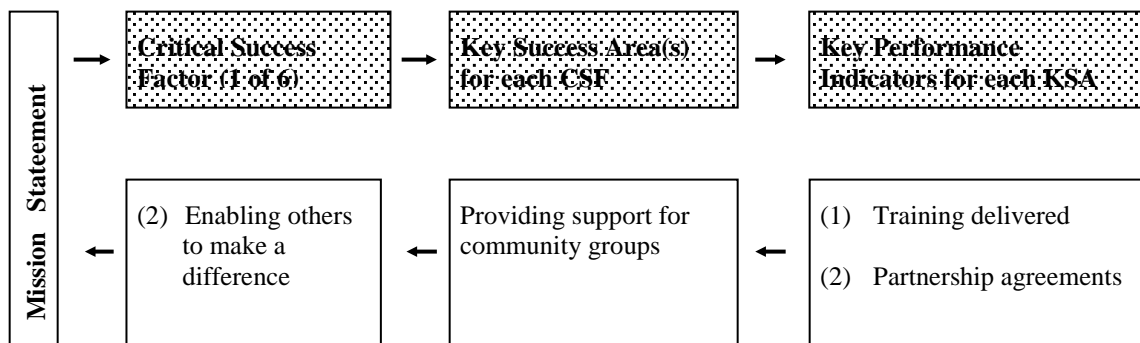 Mission Stateement
Critical Success
Factor (1 of 6)
Key Success Area(s)
for each CSF
Key Performance
Indicators for each KSA
(2) Enabling others
to make a
difference
Providing support for
community groups
(1) Training delivered
(2) Partnership agreements